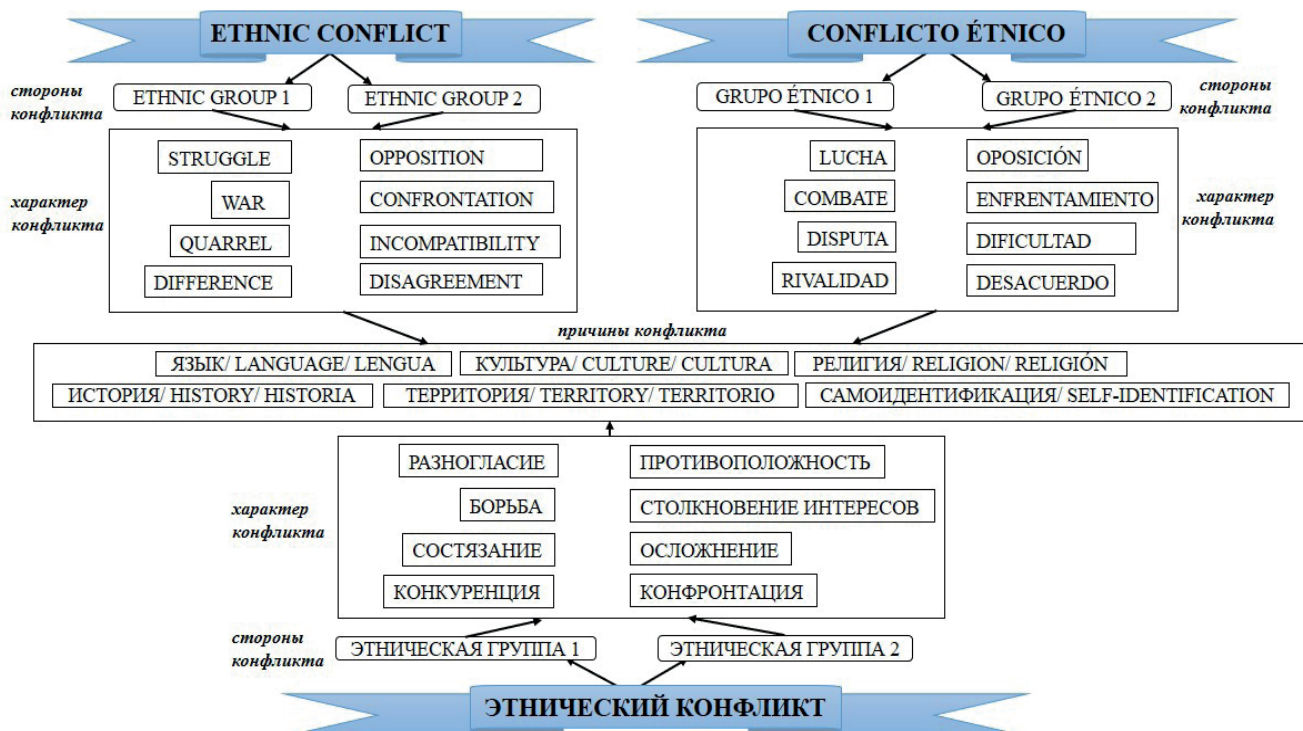 ETHNIC CONFLICT
CONFLICTO ÉTNICO
стороны
конфликта
ETHNIC GROUP 1
ETHNIC GROUP 2
GRUPO ÉTNICO 1
GRUPO ÉTNICO 2
стороны
конфликта
характер
конфликта
STRUGGLE
OPPOSITION
WAR
CONFRONTATION
QUARREL
INCOMPATIBILITY
DIFFERENCE
DISAGREEMENT
LUCHA
OPOSICIÓN
COMBATE
ENFRENTAMIENTO
DISPUTA
DIFICULTAD
RIVALIDAD
DESACUERDO
характер
конфликта
причины конфликта
ЯЗЫК/ LANGUAGE/ LENGUA
КУЛЬТУРА/ CULTURE/ CULTURA
РЕЛИГИЯ/ RELIGION/ RELIGIÓN
ИСТОРИЯ/ HISTORY/ HISTORIA
ТЕРРИТОРИЯ/ TERRITORY/ TERRITORIO
САМОИДЕНТИФИКАЦИЯ/ SELF-IDENTIFICATION
характер
конфликта
РАЗНОГЛАСИЕ
ПРОТИВОПОЛОЖНОСТЬ
БОРЬБА
СТОЛКНОВЕНИЕ ИНТЕРЕСОВ
СОСТЯЗАНИЕ
ОСЛОЖНЕНИЕ
КОНКУРЕНЦИЯ
КОНФРОНТАЦИЯ
стороны
конфликта
ЭТНИЧЕСКАЯ ГРУППА 1
ЭТНИЧЕСКАЯ ГРУППА 2
ЭТНИЧЕСКИЙ КОНФЛИКТ